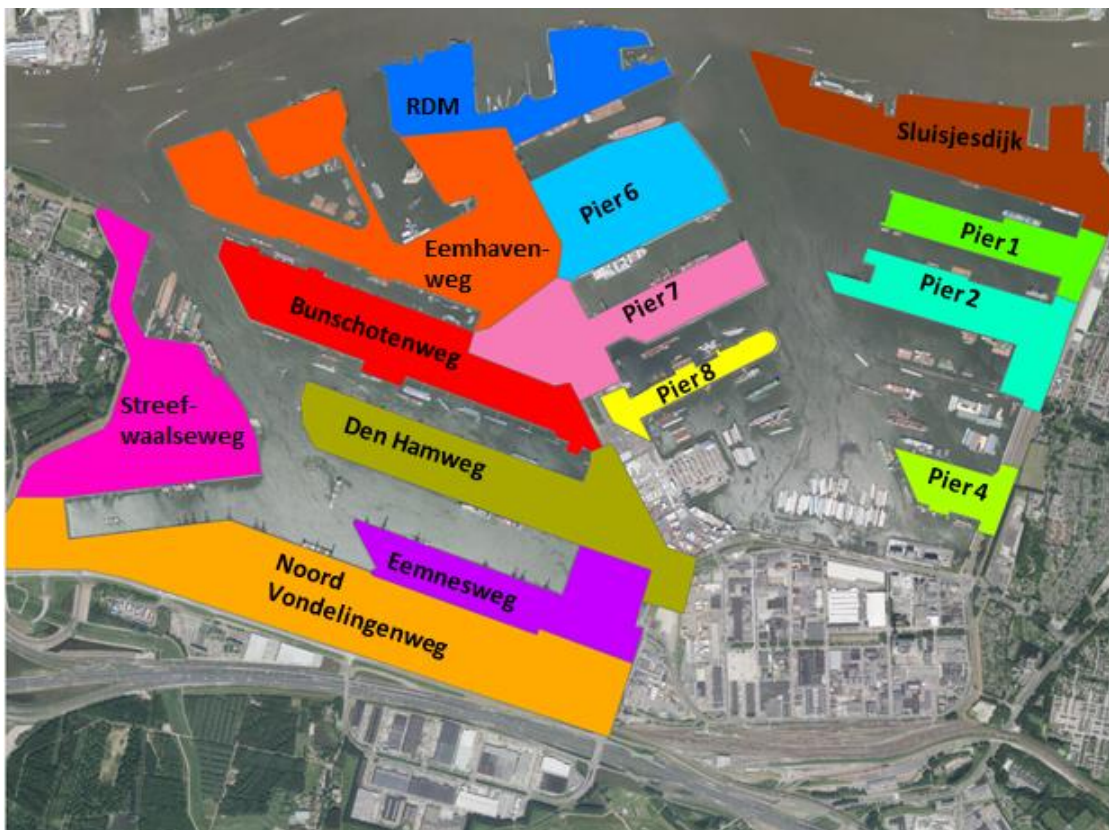 RDM
Sluisjesdijk
Pier 6
Pier 1
Eemhaven-
weg
Pier 2
Pier 7
Bunschotenweg
Pier 8
Streef-
waalseweg
Den Hamweg
Pier 4
Eemnesweg
Noord
Vondelingenweg